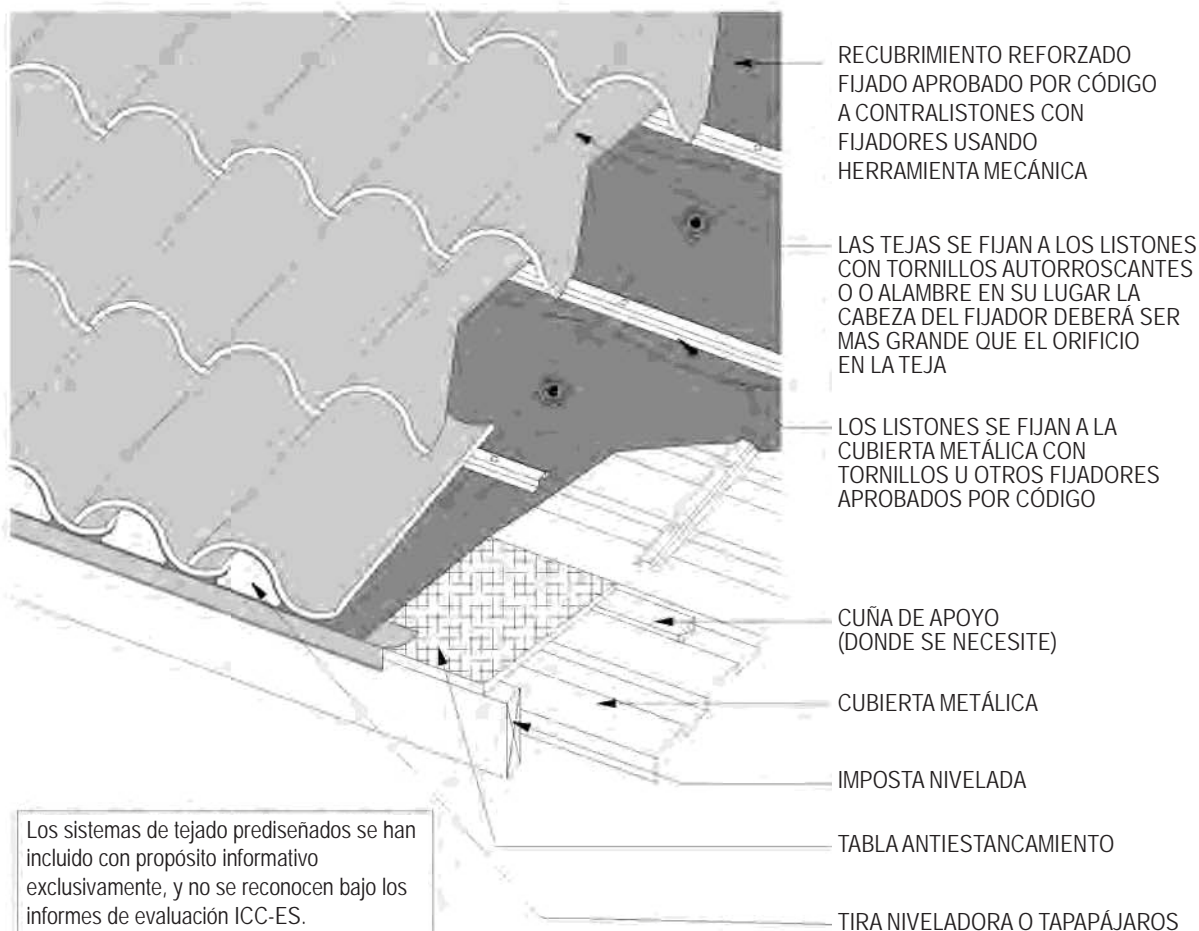 RECUBRIMIENTO REFORZADO
FIJADO APROBADO POR CÓDIGO
A CONTRALISTONES CON
FIJADORES USANDO
HERRAMIENTA MECÁNICA
LAS TEJAS SE FIJAN A LOS LISTONES
CON TORNILLOS AUTORROSCANTES
O O ALAMBRE EN SU LUGAR LA
CABEZA DEL FIJADOR DEBERÁ SER
MAS GRANDE QUE EL ORIFICIO
EN LA TEJA
LOS LISTONES SE FIJAN A LA
CUBIERTA METÁLICA CON
TORNILLOS U OTROS FIJADORES
APROBADOS POR CÓDIGO
CUÑA DE APOYO
(DONDE SE NECESITE)
CUBIERTA METÁLICA
IMPOSTA NIVELADA
TABLA ANTIESTANCAMIENTO
TIRA NIVELADORA O TAPAPÁJAROS
Los sistemas de tejado prediseñados se han
incluido con propósito informativo
exclusivamente, y no se reconocen bajo los
informes de evaluación ICC-ES.